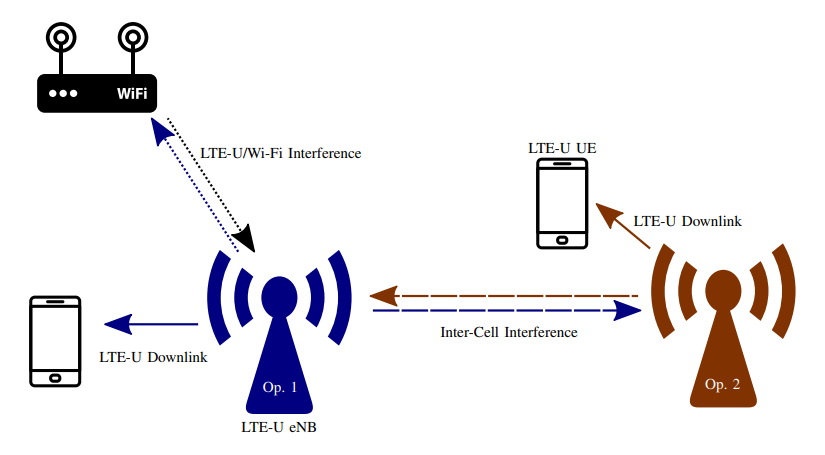 WiFi
LTE-U/Wi-Fi Interference
LTE-U UE
LTE-U Downlink
Inter-Cell Interference
LTE-U Downlink
Op. 1
Op. 2
LTE-U eNB